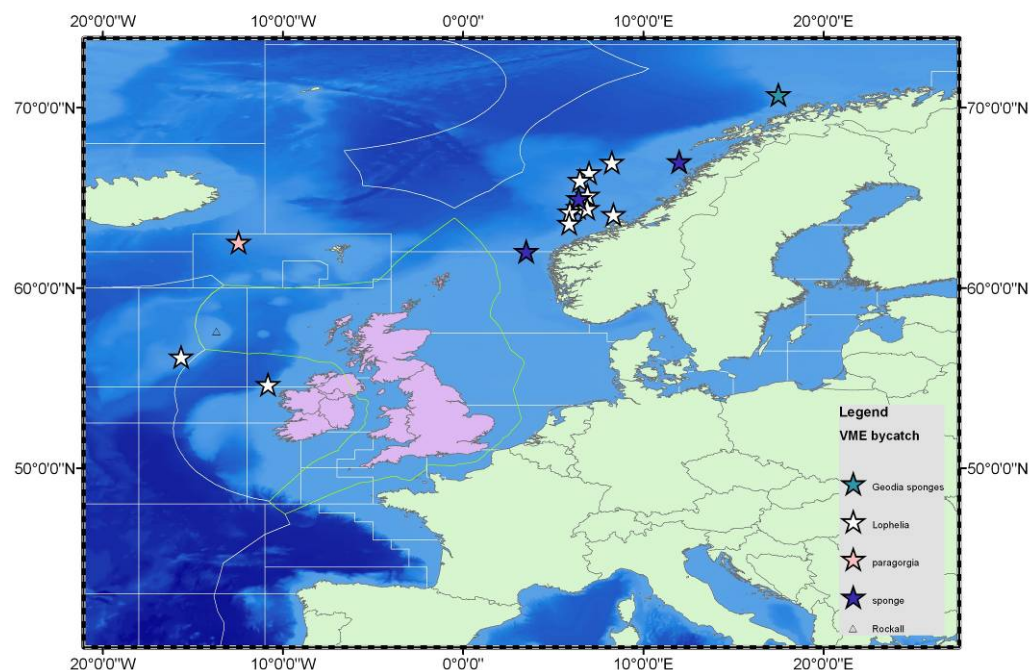 20°0'0"W 10°0'0"W 0°0'0" 10°0'0"E 20°0'0"E
70°0'0"N 70°0'0"N
60°0'0"N 60°0'0"N
50°0'0"N 50°0'0"N
Legend
VME bycatch
Geodia sponges
Lophelia
paragorgia
sponge
Rockall
20°0'0"W 10°0'0"W 0°0'0" 10°0'0"E 20°0'0"E